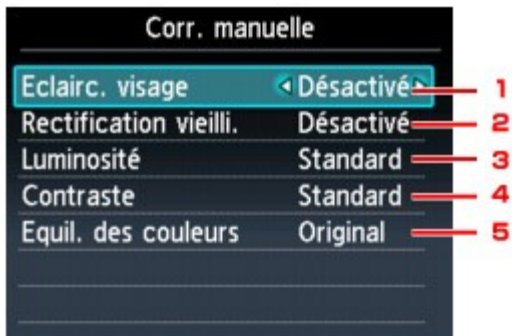 Corr. manuelle
Eclairc. visage Désactivé 1
Rectification vieilli. Désactivé 2
Luminosité Standard 3
Contraste Standard 4
Equil. des couleurs Original 5